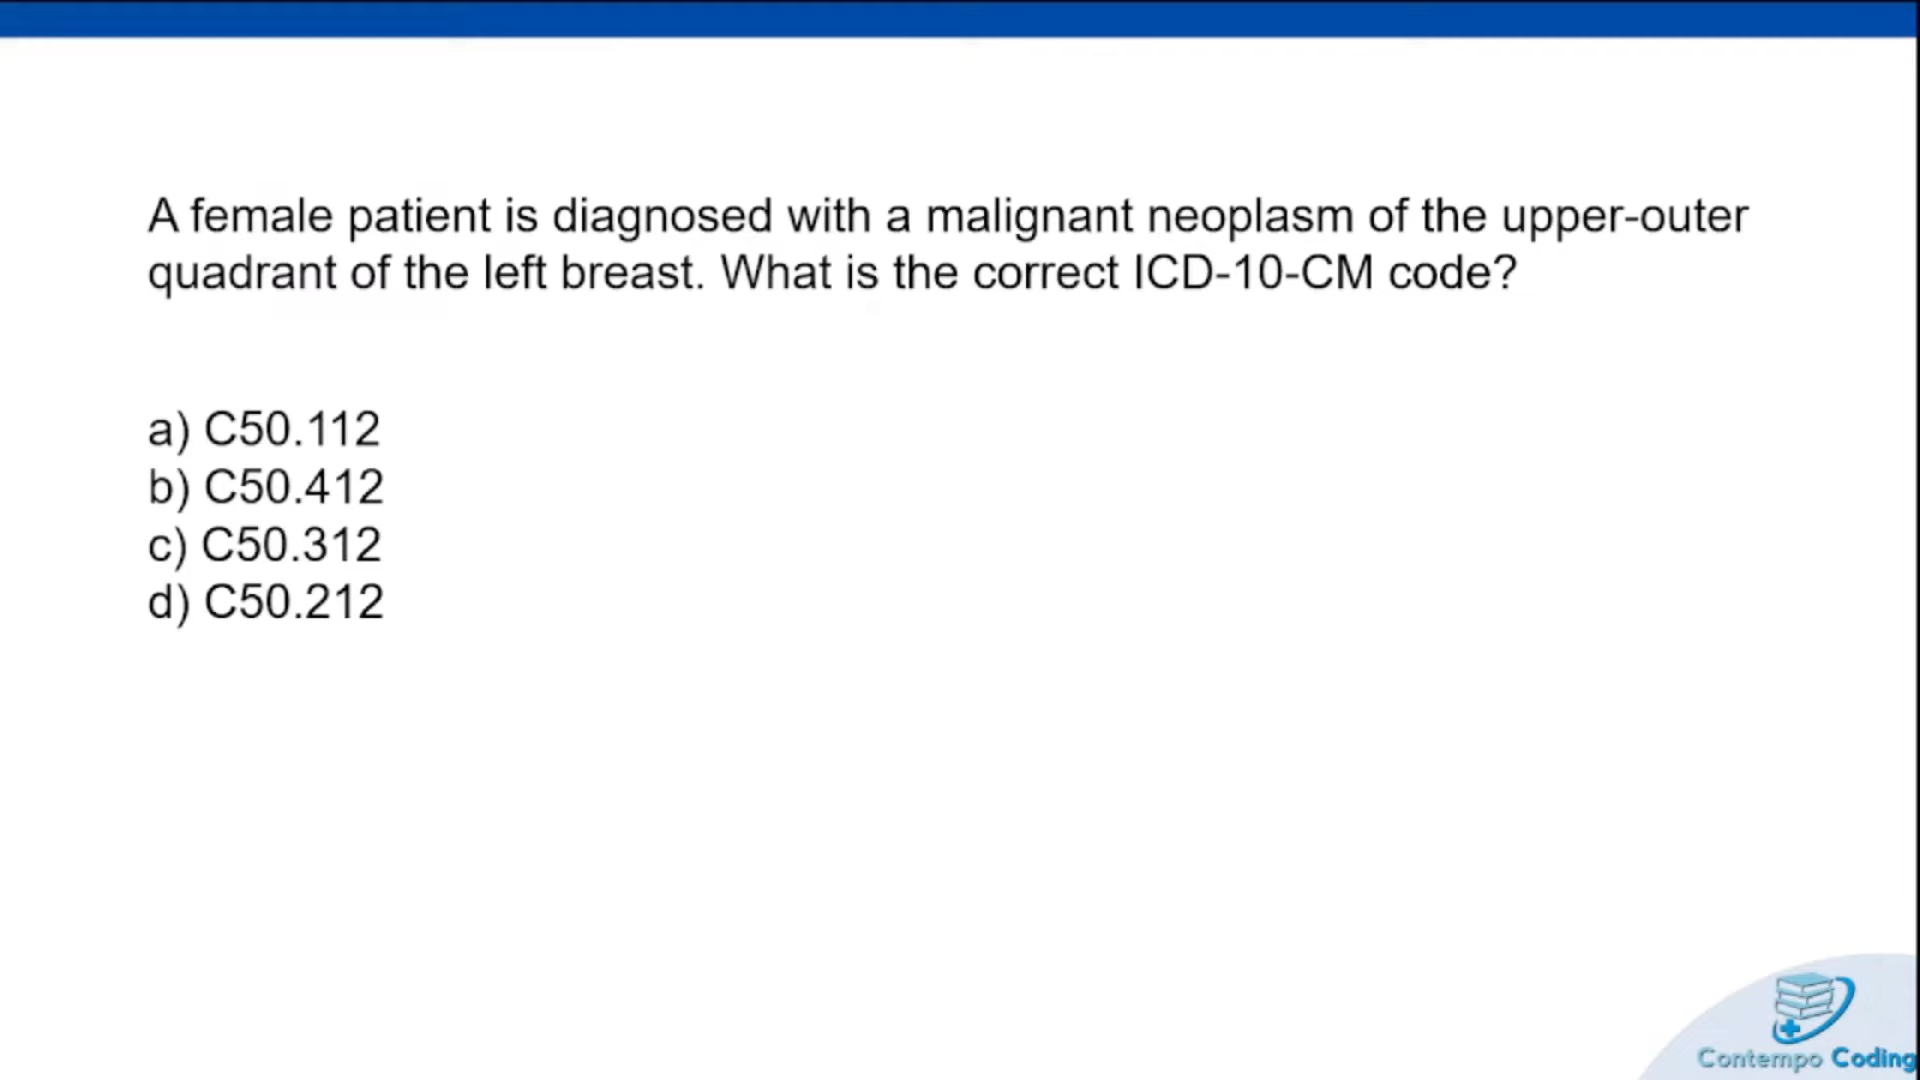 A female patient is diagnosed with a malignant neoplasm of the upper-outer
quadrant of the left breast. What is the correct ICD-10-CM code?
a) C50.112
b) C50.412
c) C50.312
d) C50.212
Contempo Coding